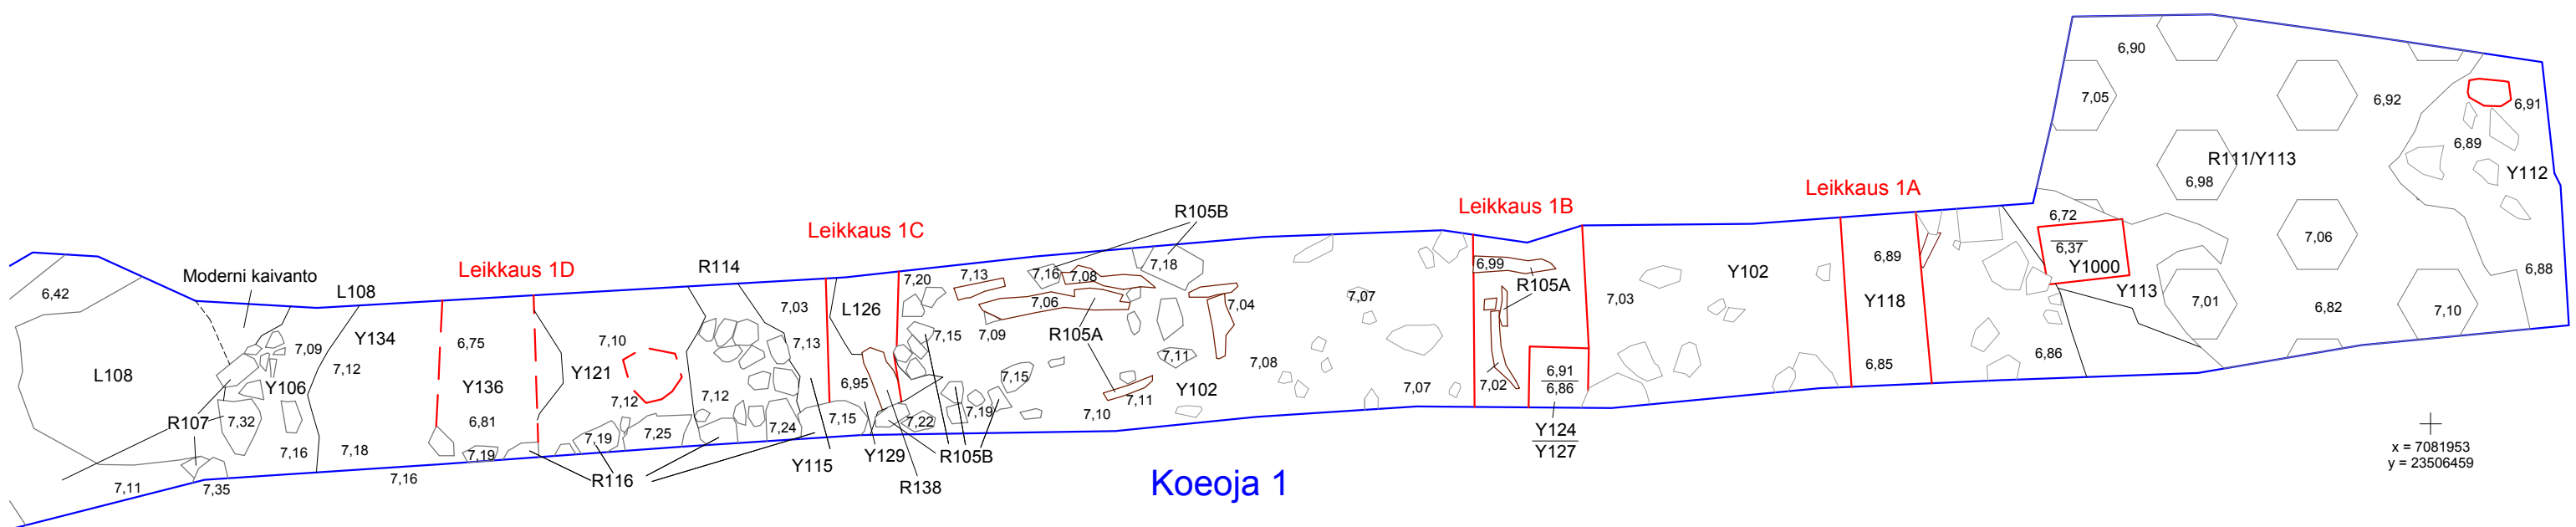 6,42
L108
7,11
Moderni kaivanto
R107
7,32
7,35
Y106
7,09
7,16
L108
Y134
7,12
7,18
7,16
Leikkaus 1D
6,75
Y136
6,81
7,19
7,10
Y121
7,12
7,19
R116
7,25
R114
7,12
7,24
7,03
7,13
Y115
Leikkaus 1C
L126
6,95
7,15
Y129
R138
7,20
7,15
7,22
R105B
7,19
7,15
7,13
7,06
7,09
7,16
7,08
R105A
R105B
7,18
7,04
7,11
7,11
7,10
Y102
7,08
7,07
7,07
Koeoja 1
Leikkaus 1B
6,99
R105A
7,02
6,91
6,86
Y124
Y127
7,03
Y102
Leikkaus 1A
6,89
Y118
6,85
6,86
6,72
6,37
Y1000
Y113
6,90
7,05
R111/Y113
6,98
7,01
6,92
7,06
6,82
7,10
6,91
6,89
Y112
6,88
x = 7081953
y = 23506459